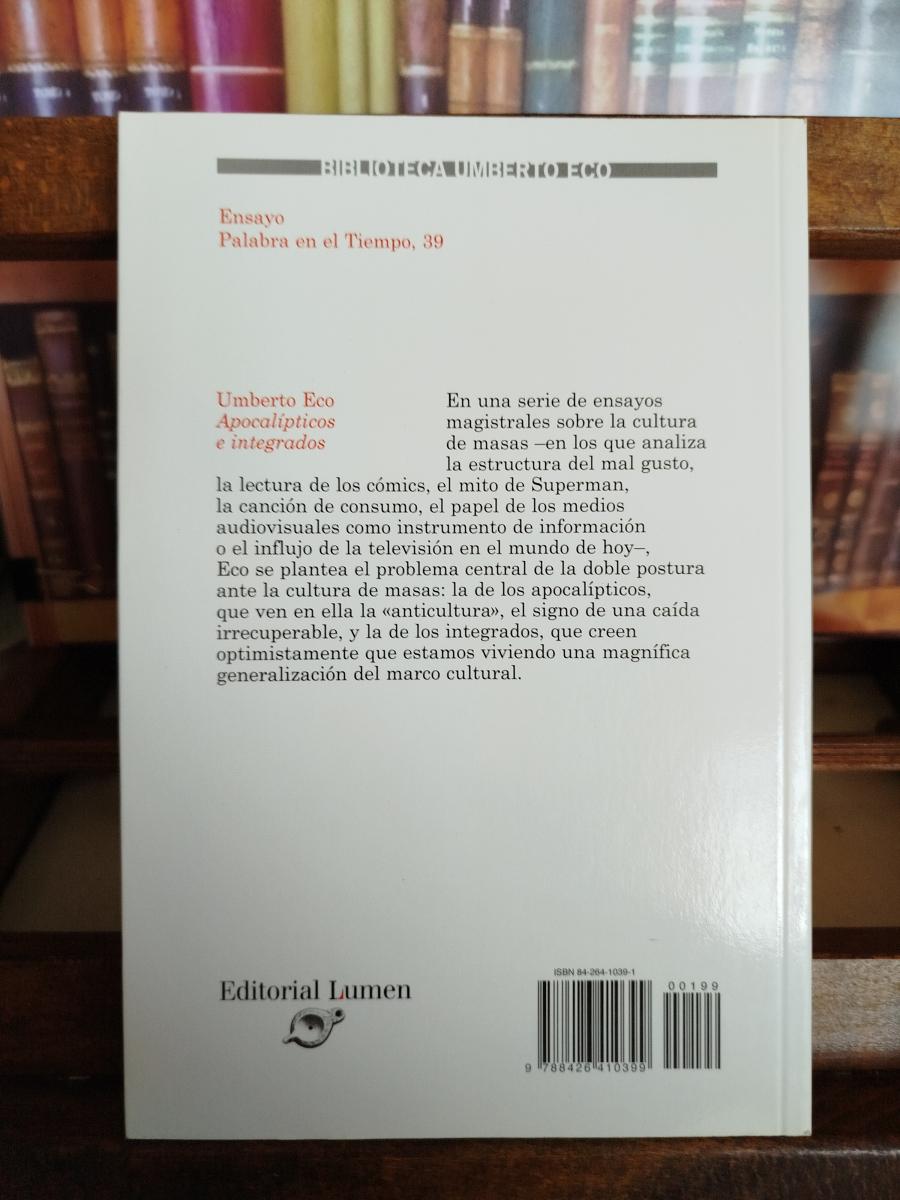 BIBLIOTECA UMBERTO ECO
Ensayo
Palabra en el Tiempo, 39
Umberto Eco
Apocalípticos
e integrados
En una serie de ensayos
magistrales sobre la cultura
de masas –en los que analiza
la estructura del mal gusto,
la lectura de los cómics, el mito de Superman,
la canción de consumo, el papel de los medios
audiovisuales como instrumento de información
o el influjo de la televisión en el mundo de hoy–,
Eco se plantea el problema central de la doble postura
ante la cultura de masas: la de los apocalípticos,
que ven en ella la «anticultura», el signo de una caída
irrecuperable, y la de los integrados, que creen
optimistamente que estamos viviendo una magnífica
generalización del marco cultural.
Editorial Lumen
ISBN 84-264-1039-1
00199
9 788426 410399